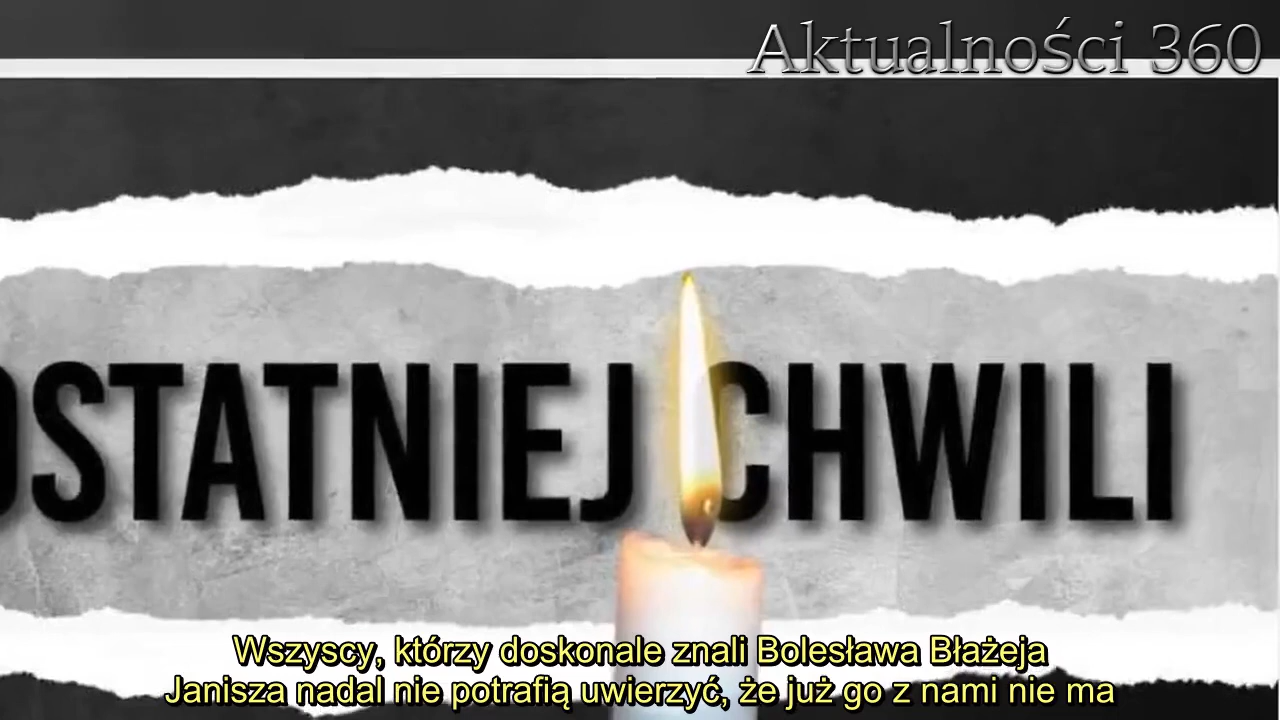 Aktualności 360
OSTATNIEJ CHWILI
Wszyscy, którzy doskonale znali Bolesława Błażeja
Janisza nadal nie potrafią uwierzyć, że już go z nami nie ma